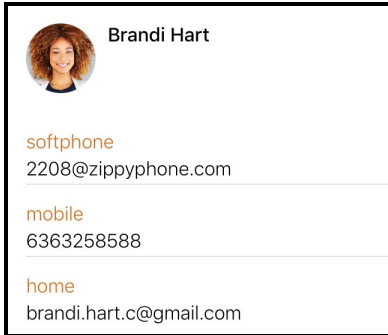 Brandi Hart
softphone
2208@zippyphone.com
mobile
6363258588
home
brandi.hart.c@gmail.com